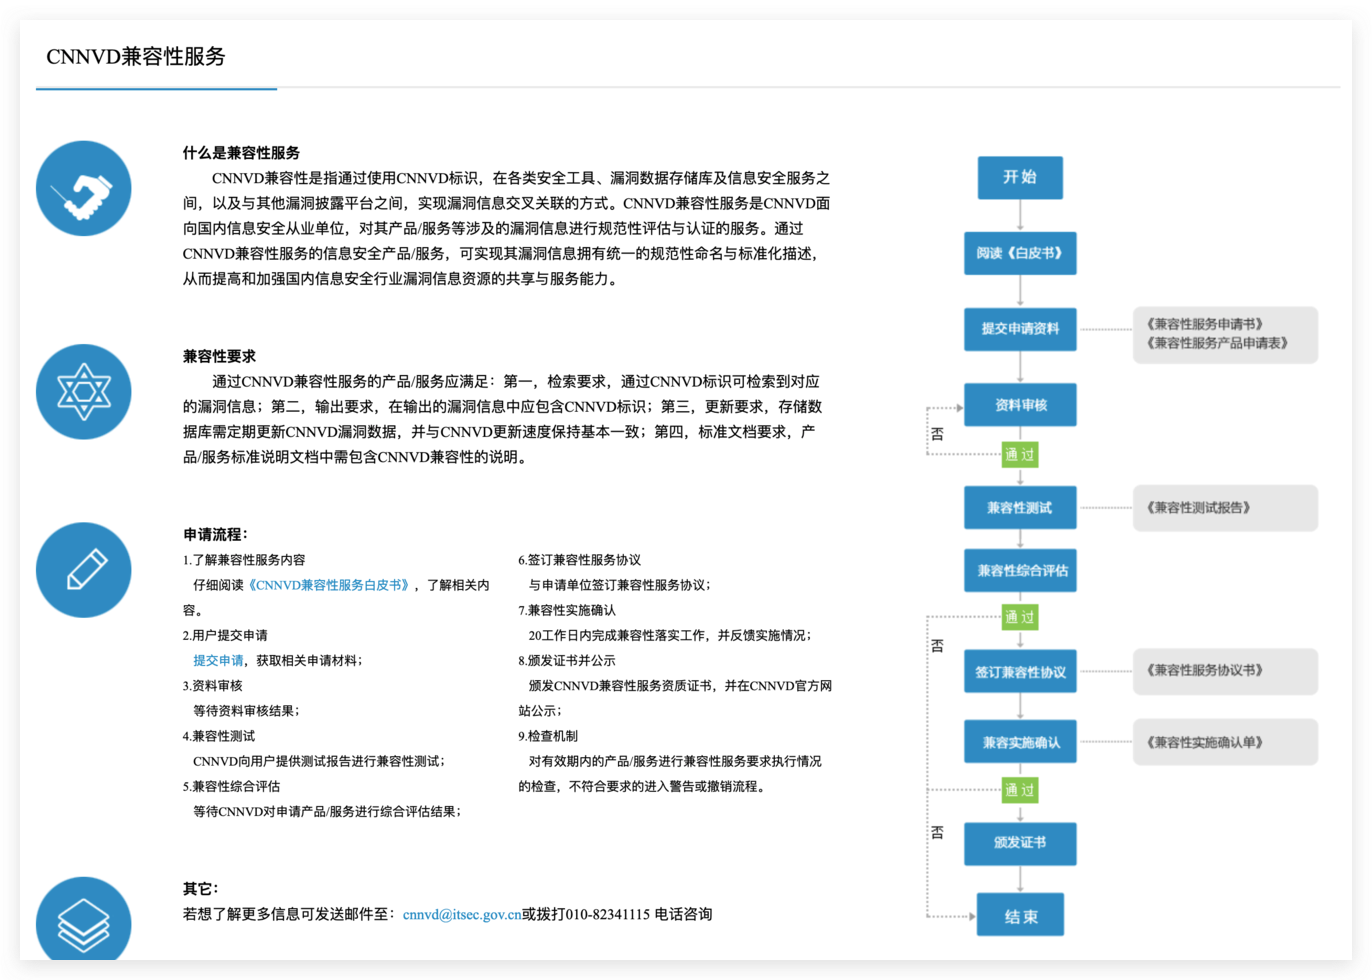 CNNVD兼容性服务
什么是兼容性服务
CNNVD兼容性是指通过使用CNNVD标识，在各类安全工具、漏洞数据存储库及信息安全服务之
间，以及与其他漏洞披露平台之间，实现漏洞信息交叉关联的方式。CNNVD兼容性服务是CNNVD面
向国内信息安全从业单位，对其产品/服务等涉及的漏洞信息进行规范性评估与认证的服务。通过
CNNVD兼容性服务的信息安全产品/服务，可实现其漏洞信息拥有统一的规范性命名与标准化描述，
从而提高和加强国内信息安全行业漏洞信息资源的共享与服务能力。
兼容性要求
通过CNNVD兼容性服务的产品/服务应满足：第一，检索要求，通过CNNVD标识可检索到对应
的漏洞信息；第二，输出要求，在输出的漏洞信息中应包含CNNVD标识；第三，更新要求，存储数
据库需定期更新CNNVD漏洞数据，并与CNNVD更新速度保持基本一致；第四，标准文档要求，产
品/服务标准说明文档中需包含CNNVD兼容性的说明。
申请流程：
1.了解兼容性服务内容
仔细阅读《CNNVD兼容性服务白皮书》，了解相关内
容。
2.用户提交申请
提交申请，获取相关申请材料；
3.资料审核
等待资料审核结果；
4.兼容性测试
CNNVD向用户提供测试报告进行兼容性测试；
5.兼容性综合评估
等待CNNVD对申请产品/服务进行综合评估结果；
6.签订兼容性服务协议
与申请单位签订兼容性服务协议；
7.兼容性实施确认
20工作日内完成兼容性落实工作，并反馈实施情况；
8.颁发证书并公示
颁发CNNVD兼容性服务资质证书，并在CNNVD官方网
站公示；
9.检查机制
对有效期内的产品/服务进行兼容性服务要求执行情况
的检查，不符合要求的进入警告或撤销流程。
其它：
若想了解更多信息可发送邮件至：cnnvd@itsec.gov.cn或拨打010-82341115 电话咨询
开始
阅读《白皮书》
提交申请资料
《兼容性服务申请书》
《兼容性服务产品申请表》
资料审核
否
通过
兼容性测试
《兼容性测试报告》
兼容性综合评估
通过
否
签订兼容性协议
《兼容性服务协议书》
兼容实施确认
《兼容性实施确认单》
通过
否
颁发证书
结束